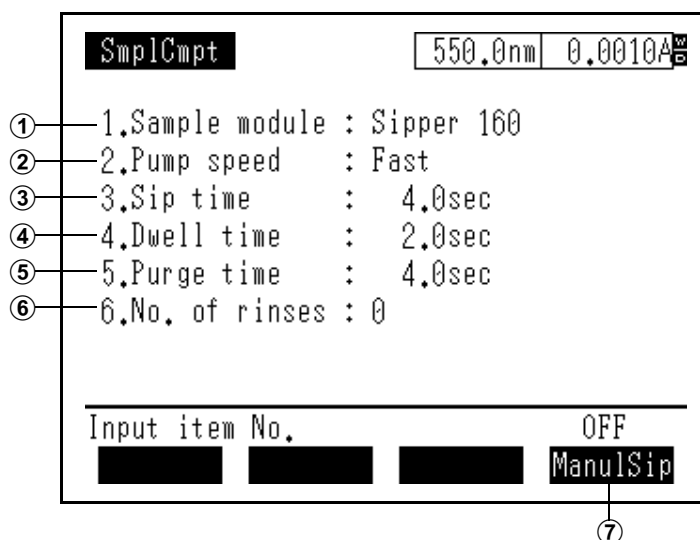 SmplCmpt 550.0nm 0.0010A W D
① 1.Sample module : Sipper 160
② 2.Pump speed : Fast
③ 3.Sip time : 4.0sec
④ 4.Dwell time : 2.0sec
⑤ 5.Purge time : 4.0sec
⑥ 6.No. of rinses : 0
Input item No. OFF
ManulSip
⑦